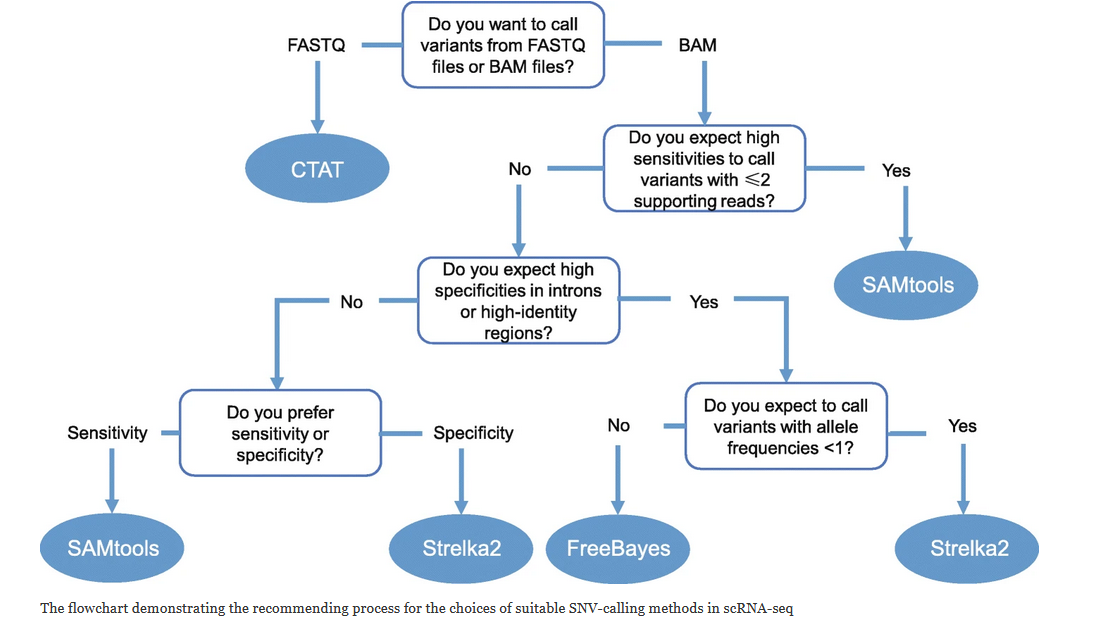 Do you want to call
variants from FASTQ
files or BAM files?
FASTQ
BAM
CTAT
Do you expect high
sensitivities to call
variants with ⩽2
supporting reads?
No
Yes
SAMtools
Do you expect high
specificities in introns
or high-identity
regions?
No
Yes
Do you prefer
sensitivity or
specificity?
Sensitivity
Specificity
SAMtools
Strelka2
Do you expect to call
variants with allele
frequencies <1?
No
Yes
FreeBayes
Strelka2
The flowchart demonstrating the recommending process for the choices of suitable SNV-calling methods in scRNA-seq